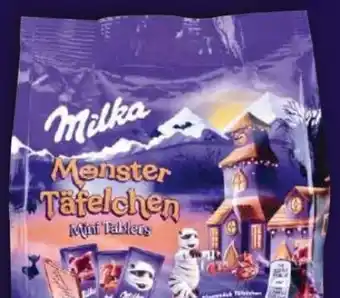 Milka
Monster
Täfelchen
Mini Tablets